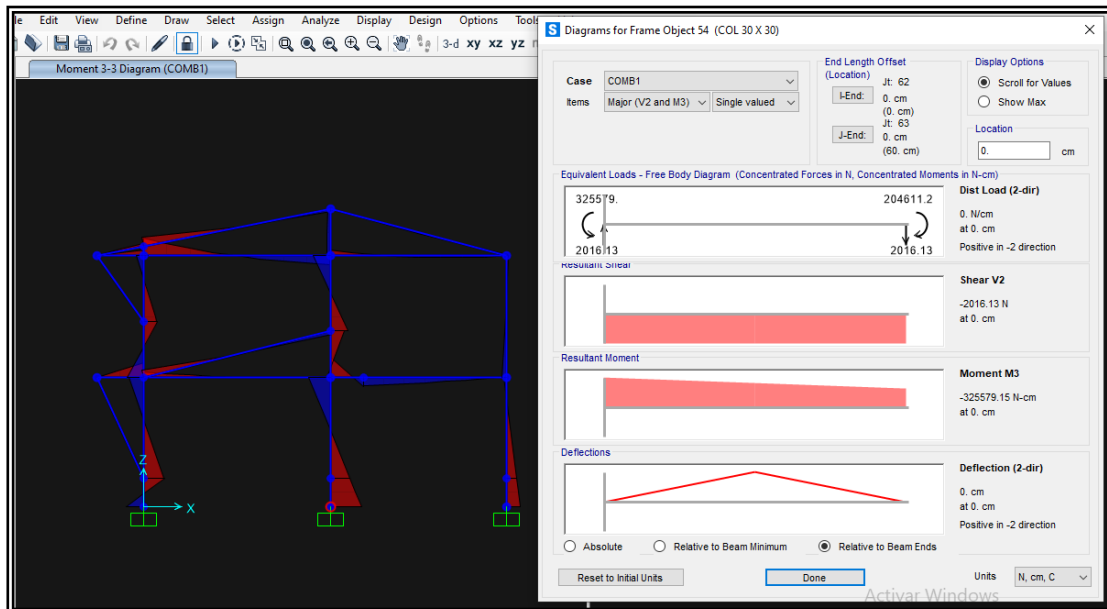 le Edit View Define Draw Select Assign Analyze Display Design Options Tools
3-d xy xz yz
Moment 3-3 Diagram (COMB1)
Z
X
S Diagrams for Frame Object 54 (COL 30 X 30)
Case COMB1
Items Major (V2 and M3) Single valued
End Length Offset
(Location)
Jt: 62
I-End: 0. cm
(0. cm)
Jt: 63
J-End: 0. cm
(60. cm)
Display Options
Scroll for Values
Show Max
Location
0. cm
Equivalent Loads - Free Body Diagram (Concentrated Forces in N, Concentrated Moments in N-cm)
325579. 204611.2
2016.13 2016.13
Dist Load (2-dir)
0. N/cm
at 0. cm
Positive in -2 direction
Resultant Shear
Shear V2
-2016.13 N
at 0. cm
Resultant Moment
Moment M3
-325579.15 N-cm
at 0. cm
Deflections
Deflection (2-dir)
0. cm
at 0. cm
Positive in -2 direction
Absolute Relative to Beam Minimum Relative to Beam Ends
Reset to Initial Units Done Units N, cm, C
Activar Windows